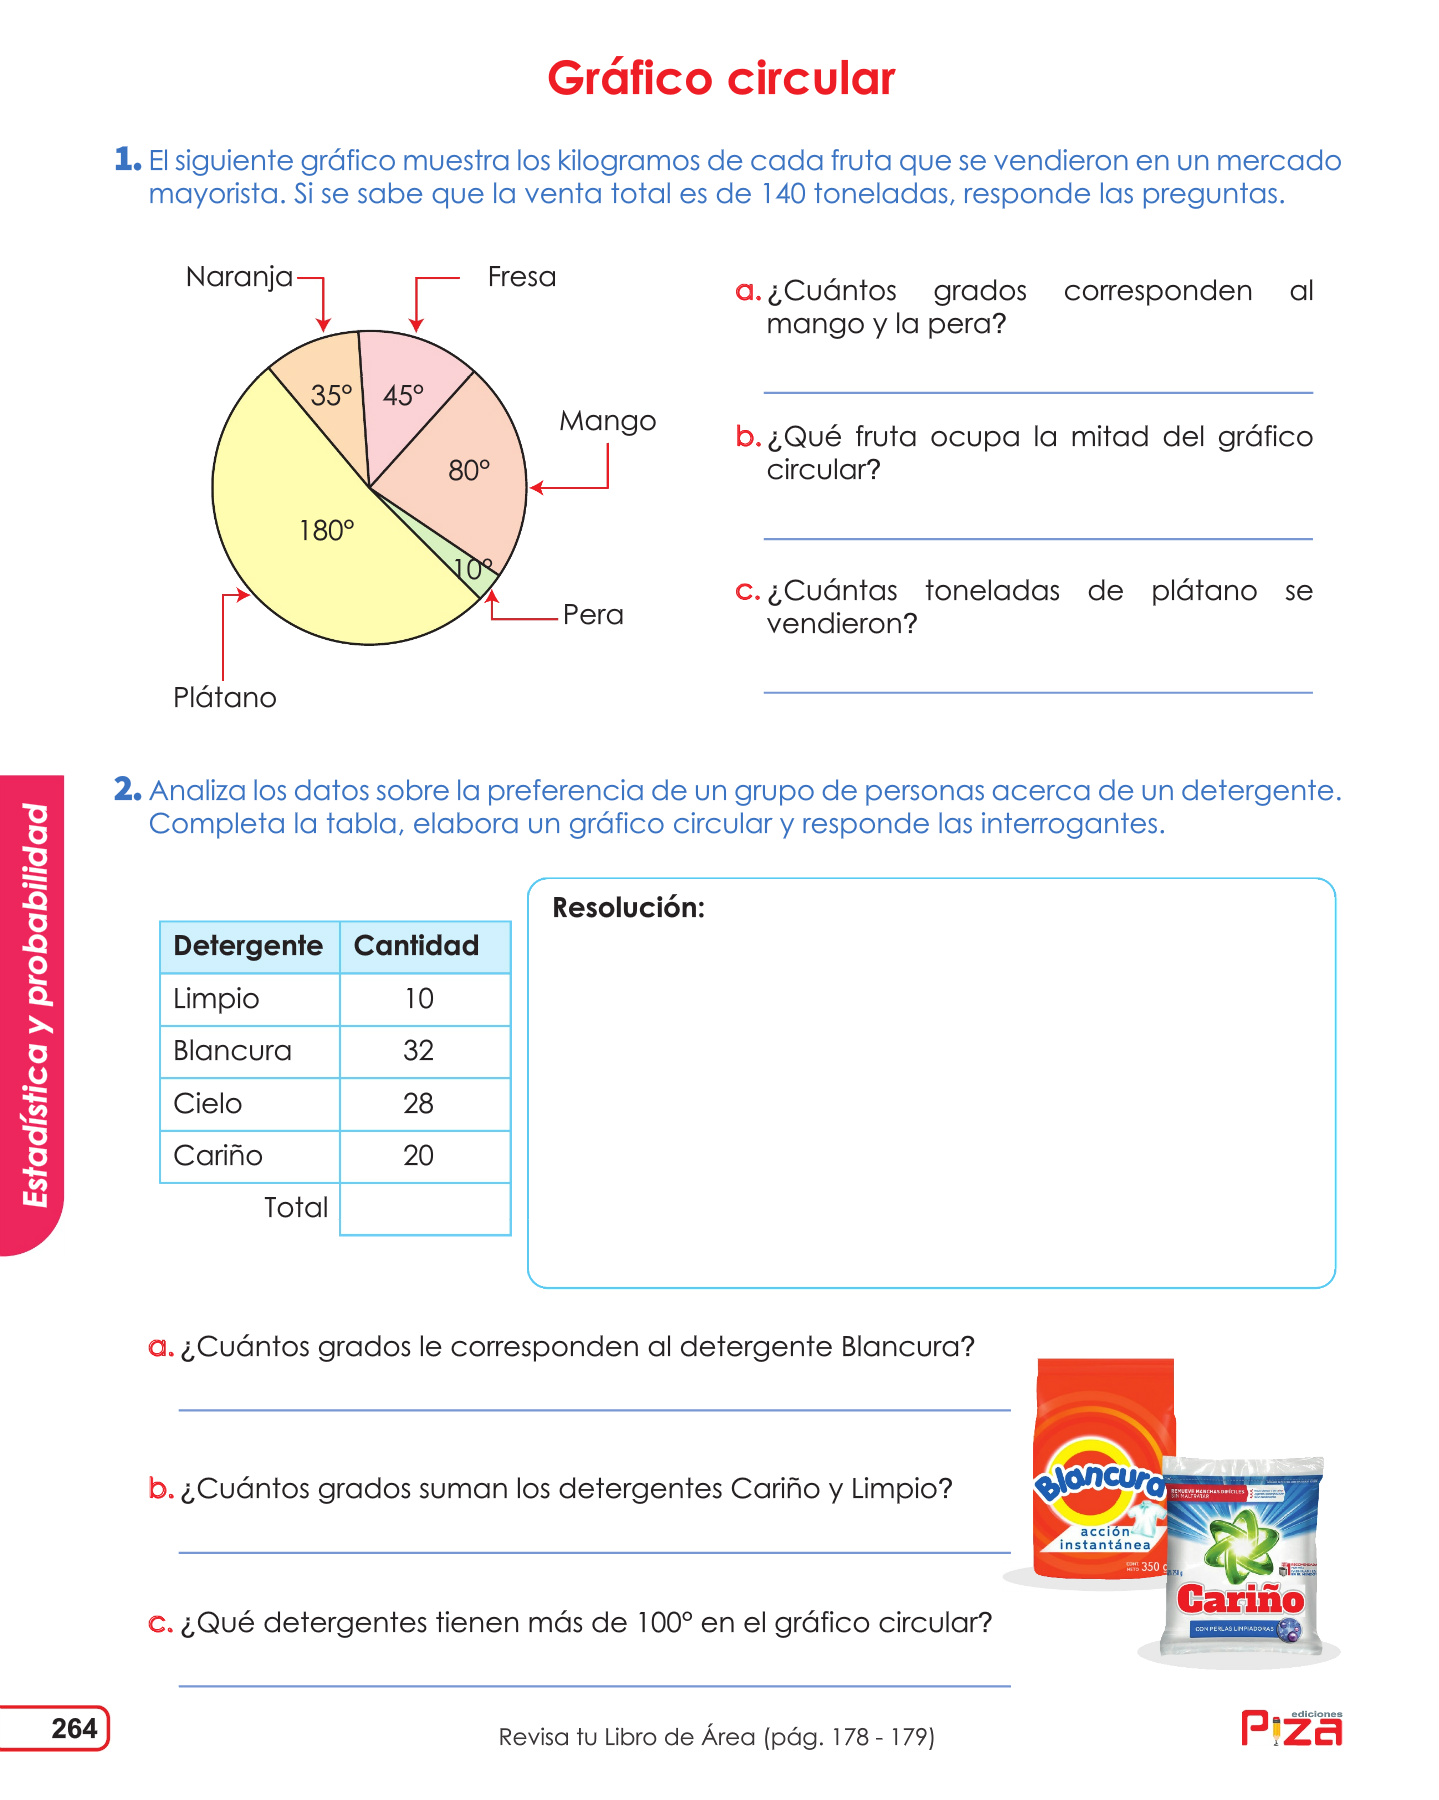 Gráfico circular
1. El siguiente gráfico muestra los kilogramos de cada fruta que se vendieron en un mercado
mayorista. Si se sabe que la venta total es de 140 toneladas, responde las preguntas.
Naranja
Fresa
35°
45°
Mango
80°
180°
10°
Pera
Plátano
a. ¿Cuántos grados corresponden al
mango y la pera?
b. ¿Qué fruta ocupa la mitad del gráfico
circular?
c. ¿Cuántas toneladas de plátano se
vendieron?
Estadística y probabilidad
2. Analiza los datos sobre la preferencia de un grupo de personas acerca de un detergente.
Completa la tabla, elabora un gráfico circular y responde las interrogantes.
Detergente Cantidad
Limpio 10
Blancura 32
Cielo 28
Cariño 20
Total
Resolución:
a. ¿Cuántos grados le corresponden al detergente Blancura?
b. ¿Cuántos grados suman los detergentes Cariño y Limpio?
c. ¿Qué detergentes tienen más de 100° en el gráfico circular?
Blancura
acción
instantánea
350 g
REMUEVE MANCHAS DIFÍCILES
SIN MALTRATAR
Cariño
CON PERLAS LIMPIADORAS
264
Revisa tu Libro de Área (pág. 178 - 179)
ediciones
Piza